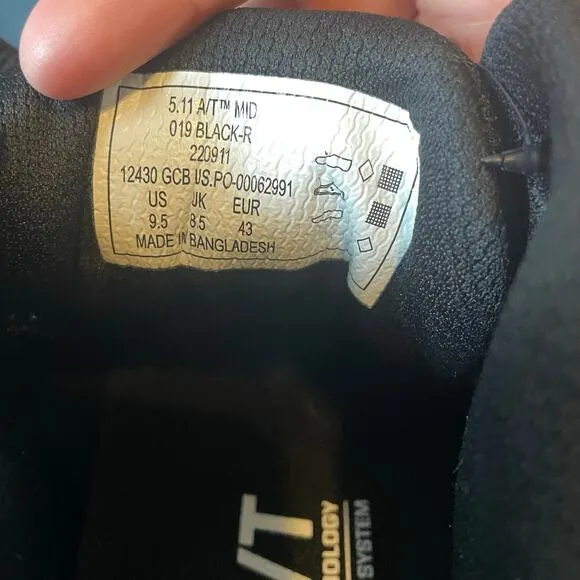 5.11 A/T™ MID
019 BLACK-R
220911
12430 GCB US.PO-00062991
US UK EUR
9.5 8.5 43
MADE IN BANGLADESH
/T
OLOGY
SYSTEM